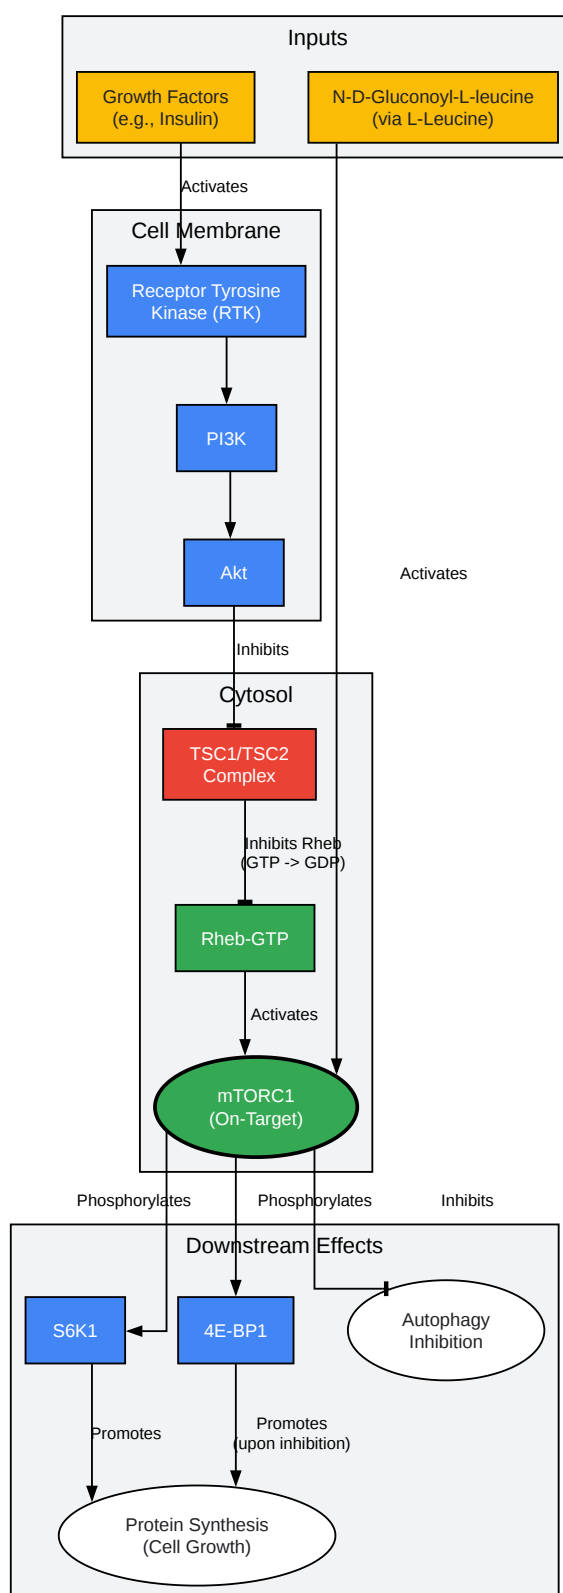 Inputs
Growth Factors
(e.g., Insulin)
N-D-Gluconoyl-L-leucine
(via L-Leucine)
Activates
Cell Membrane
Receptor Tyrosine
Kinase (RTK)
PI3K
Akt
Activates
Inhibits
Cytosol
TSC1/TSC2
Complex
Inhibits Rheb
(GTP -> GDP)
Rheb-GTP
Activates
mTORC1
(On-Target)
Phosphorylates
Phosphorylates
Inhibits
Downstream Effects
S6K1
4E-BP1
Autophagy
Inhibition
Promotes
Promotes
(upon inhibition)
Protein Synthesis
(Cell Growth)